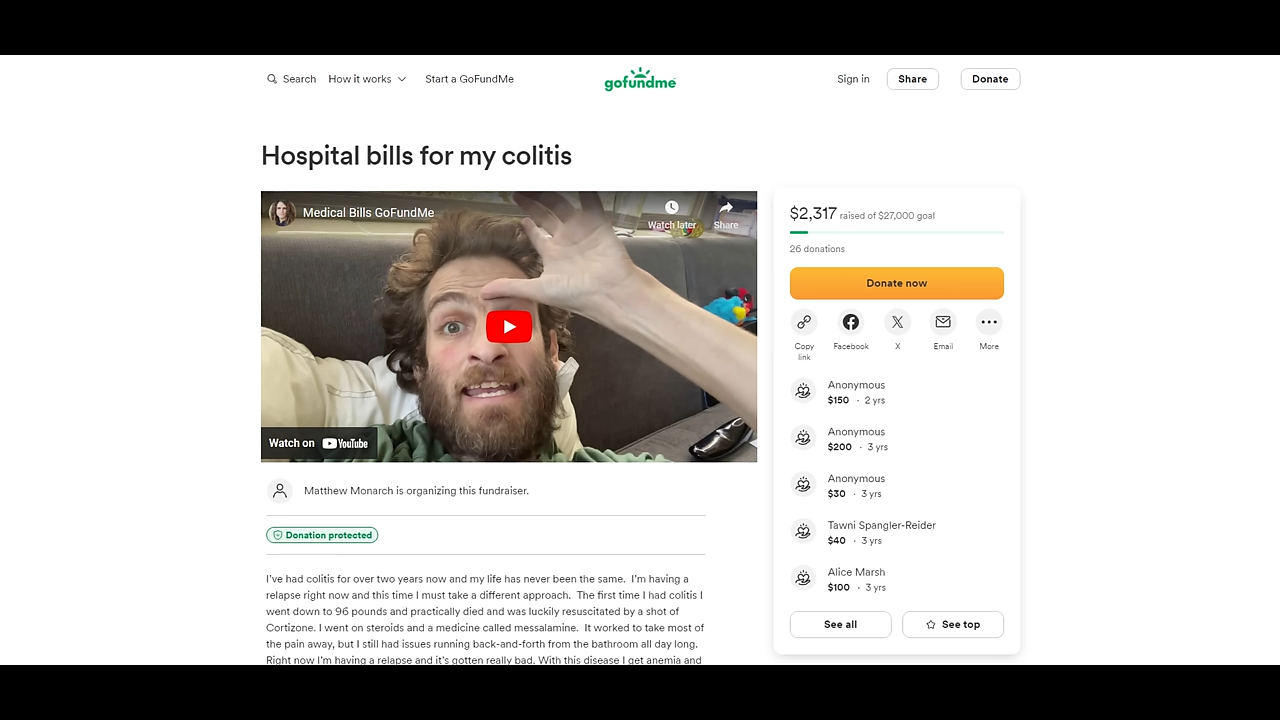 Search How it works Start a GoFundMe gofundme Sign in Share Donate
Hospital bills for my colitis
Medical Bills GoFundMe
Watch later Share
Watch on YouTube
Matthew Monarch is organizing this fundraiser.
Donation protected
I've had colitis for over two years now and my life has never been the same. I'm having a
relapse right now and this time I must take a different approach. The first time I had colitis I
went down to 96 pounds and practically died and was luckily resuscitated by a shot of
Cortizone. I went on steroids and a medicine called messalamine. It worked to take most of
the pain away, but I still had issues running back-and-forth from the bathroom all day long.
Right now I'm having a relapse and it's gotten really bad. With this disease I get anemia and
$2,317 raised of $27,000 goal
26 donations
Donate now
Copy link Facebook X Email More
Anonymous
$150 · 2 yrs
Anonymous
$200 · 3 yrs
Anonymous
$30 · 3 yrs
Tawni Spangler-Reider
$40 · 3 yrs
Alice Marsh
$100 · 3 yrs
See all See top